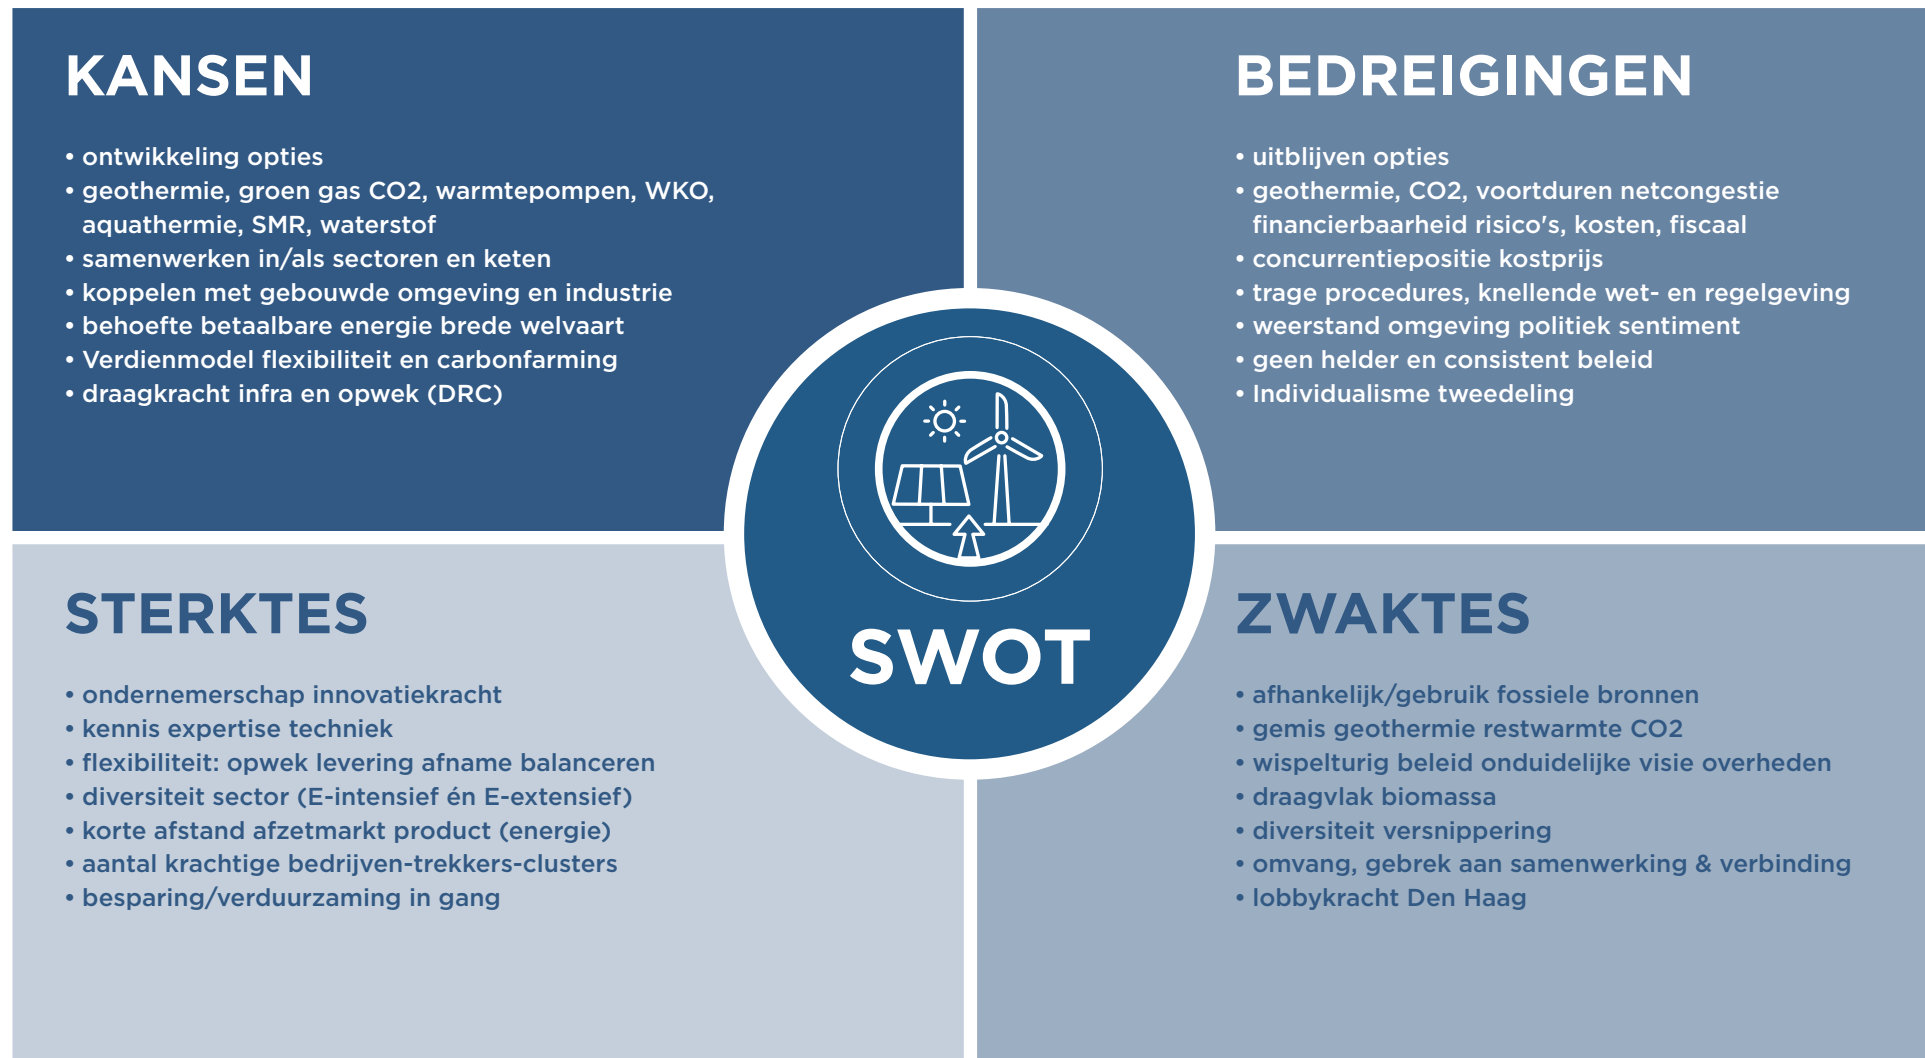 KANSEN
• ontwikkeling opties
• geothermie, groen gas CO2, warmtepompen, WKO,
aquathermie, SMR, waterstof
• samenwerken in/als sectoren en keten
• koppelen met gebouwde omgeving en industrie
• behoefte betaalbare energie brede welvaart
• Verdienmodel flexibiliteit en carbonfarming
• draagkracht infra en opwek (DRC)
BEDREIGINGEN
• uitblijven opties
• geothermie, CO2, voortduren netcongestie
financierbaarheid risico's, kosten, fiscaal
• concurrentiepositie kostprijs
• trage procedures, knellende wet- en regelgeving
• weerstand omgeving politiek sentiment
• geen helder en consistent beleid
• Individualisme tweedeling
SWOT
STERKTES
• ondernemerschap innovatiekracht
• kennis expertise techniek
• flexibiliteit: opwek levering afname balanceren
• diversiteit sector (E-intensief én E-extensief)
• korte afstand afzetmarkt product (energie)
• aantal krachtige bedrijven-trekkers-clusters
• besparing/verduurzaming in gang
ZWAKTES
• afhankelijk/gebruik fossiele bronnen
• gemis geothermie restwarmte CO2
• wispelturig beleid onduidelijke visie overheden
• draagvlak biomassa
• diversiteit versnippering
• omvang, gebrek aan samenwerking & verbinding
• lobbykracht Den Haag